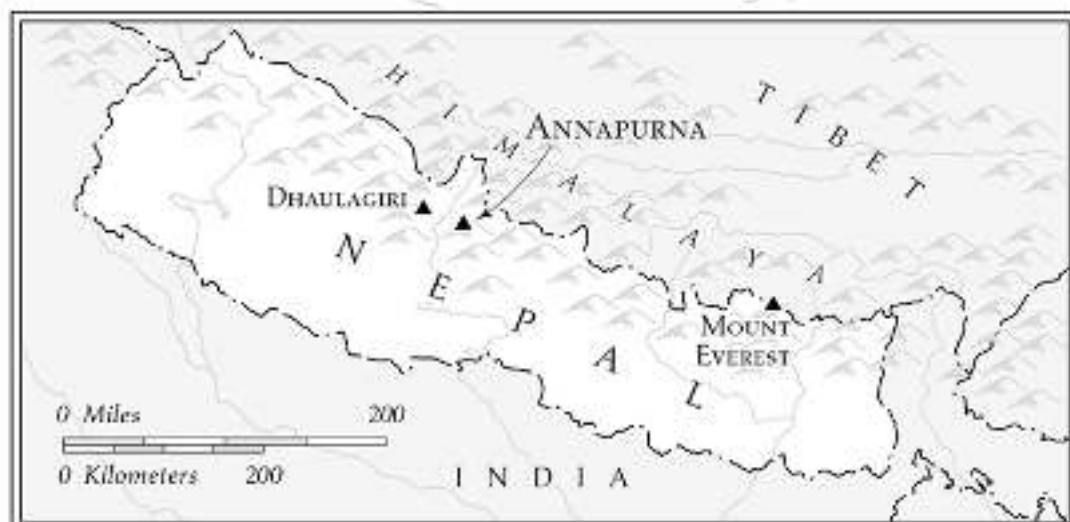 HIMALAYA
TIBET
ANNAPURNA
DHAULAGIRI
NEPAL
MOUNT
EVEREST
0 Miles 200
0 Kilometers 200
INDIA